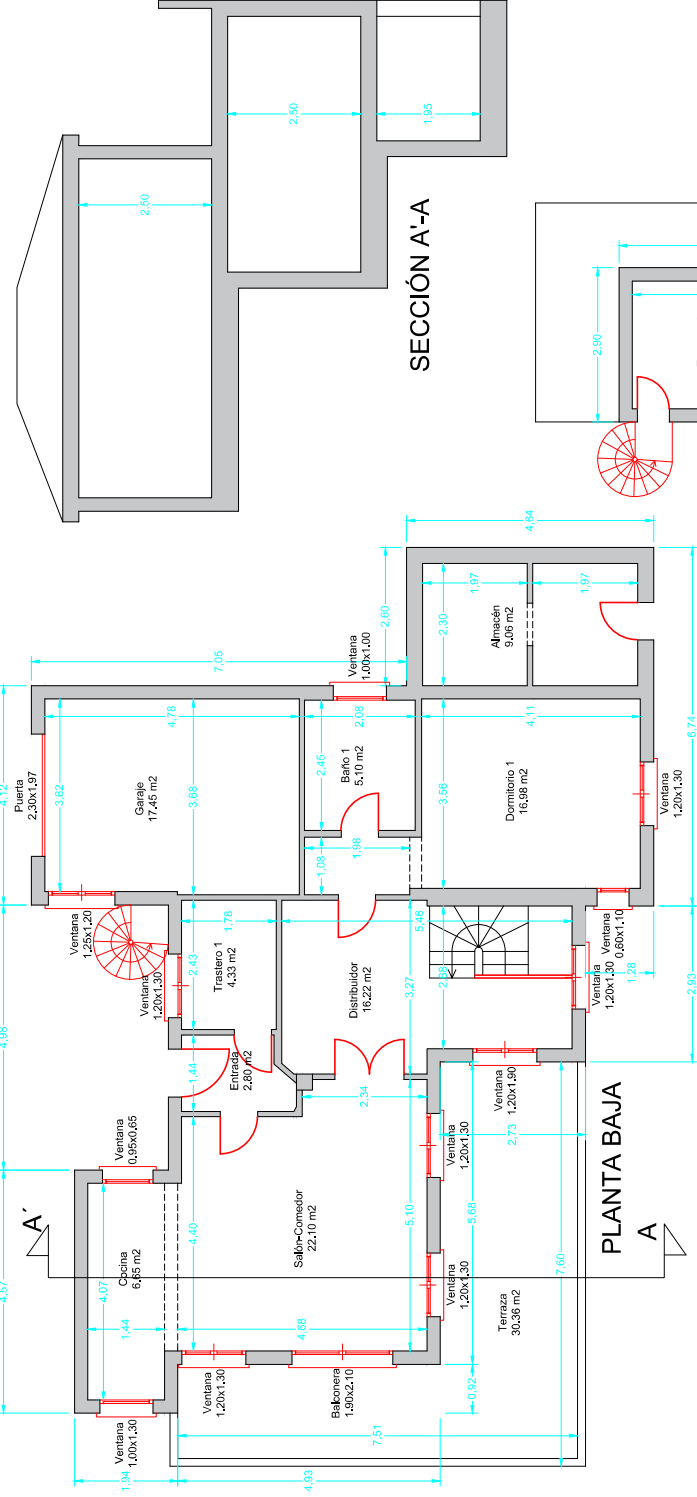 2,50
2,50
1,95
SECCIÓN A'-A
2,90
4,64
2,60
2,30
1,97
1,97
Almacén
9.06 m2
7,05
Ventana
1.00x1.00
4,12
Puerta
2.30x1.97
3,62
4,78
Garaje
17.45 m2
3,68
2,08
2,45
Baño 1
5.10 m2
1,08
1,98
4,11
3,56
Dormitorio 1
16.98 m2
Ventana
1.20x1.30
6,74
4,98
Ventana
1.25x1.20
Ventana
1.20x1.30
1,78
2,43
Trastero 1
4.33 m2
Distribuidor
16.22 m2
5,46
3,27
2,68
Ventana
0.60x1.10
Ventana
1.20x1.30
1,28
2,93
1,44
Entrada
2.80 m2
2,34
Ventana
1.20x1.90
2,73
PLANTA BAJA
Ventana
0.95x0.65
A´
A
4,57
Cocina
6.65 m2
4,07
1,44
4,40
Salón-Comedor
22.10 m2
5,10
4,68
Ventana
1.20x1.30
Ventana
1.20x1.30
5,68
7,60
Terraza
30.36 m2
0,92
Ventana
1.00x1.30
Ventana
1.20x1.30
Balconera
1.90x2.10
7,51
1,94
4,93